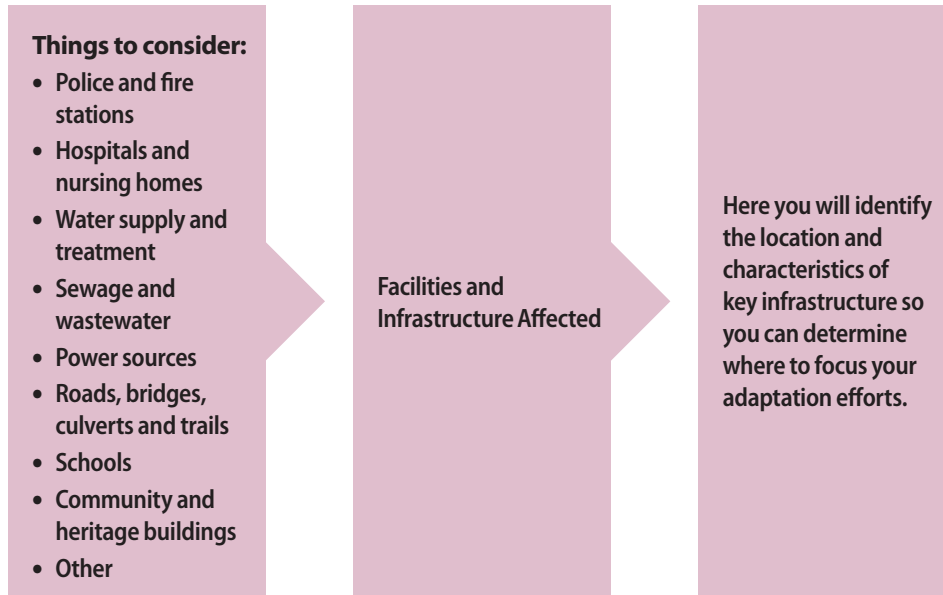 Things to consider:
• Police and fire
stations
• Hospitals and
nursing homes
• Water supply and
treatment
• Sewage and
wastewater
• Power sources
• Roads, bridges,
culverts and trails
• Schools
• Community and
heritage buildings
• Other
Facilities and
Infrastructure Affected
Here you will identify
the location and
characteristics of
key infrastructure so
you can determine
where to focus your
adaptation efforts.